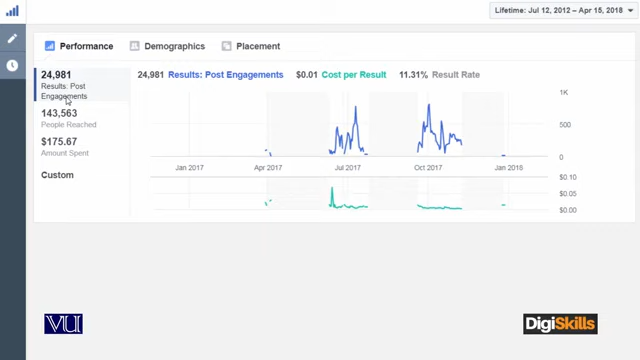 Lifetime: Jul 12, 2012 – Apr 15, 2018
Performance
Demographics
Placement
24,981
Results: Post
Engagements
143,563
People Reached
$175.67
Amount Spent
Custom
24,981 Results: Post Engagements $0.01 Cost per Result 11.31% Result Rate
1K
500
0
Jan 2017 Apr 2017 Jul 2017 Oct 2017 Jan 2018
$0.10
$0.05
$0.00
VU
DigiSkills